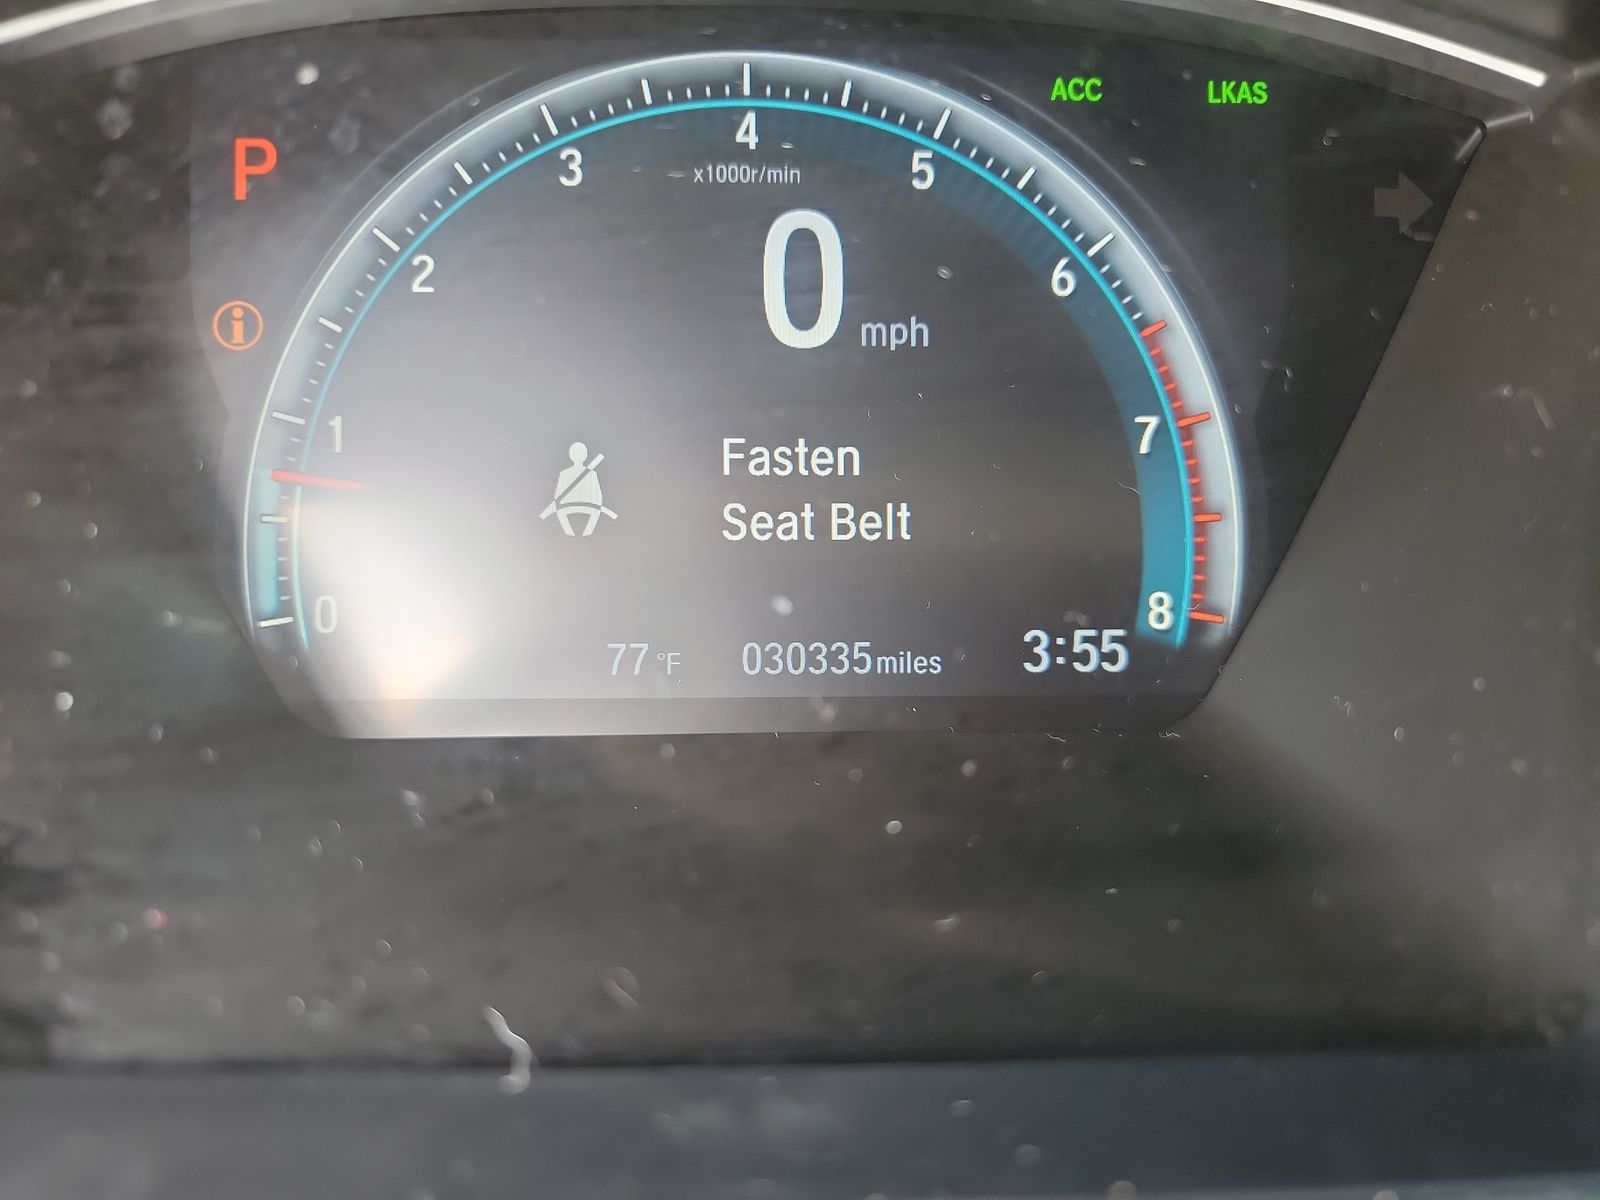 ACC LKAS
P
4
3 5
x1000r/min
2 6
0 mph
i
1 7
Fasten
Seat Belt
0 8
77 °F 030335 miles 3:55